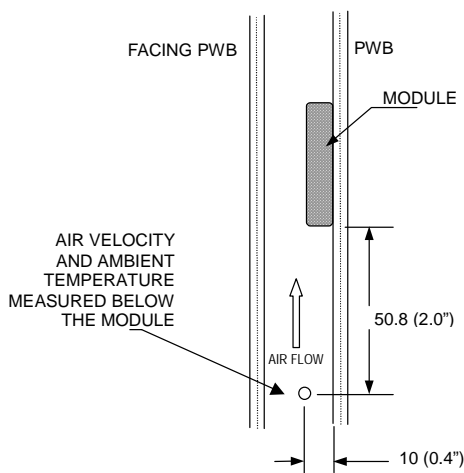 FACING PWB
PWB
MODULE
AIR VELOCITY
AND AMBIENT
TEMPERATURE
MEASURED BELOW
THE MODULE
50.8 (2.0”)
AIR FLOW
10 (0.4”)